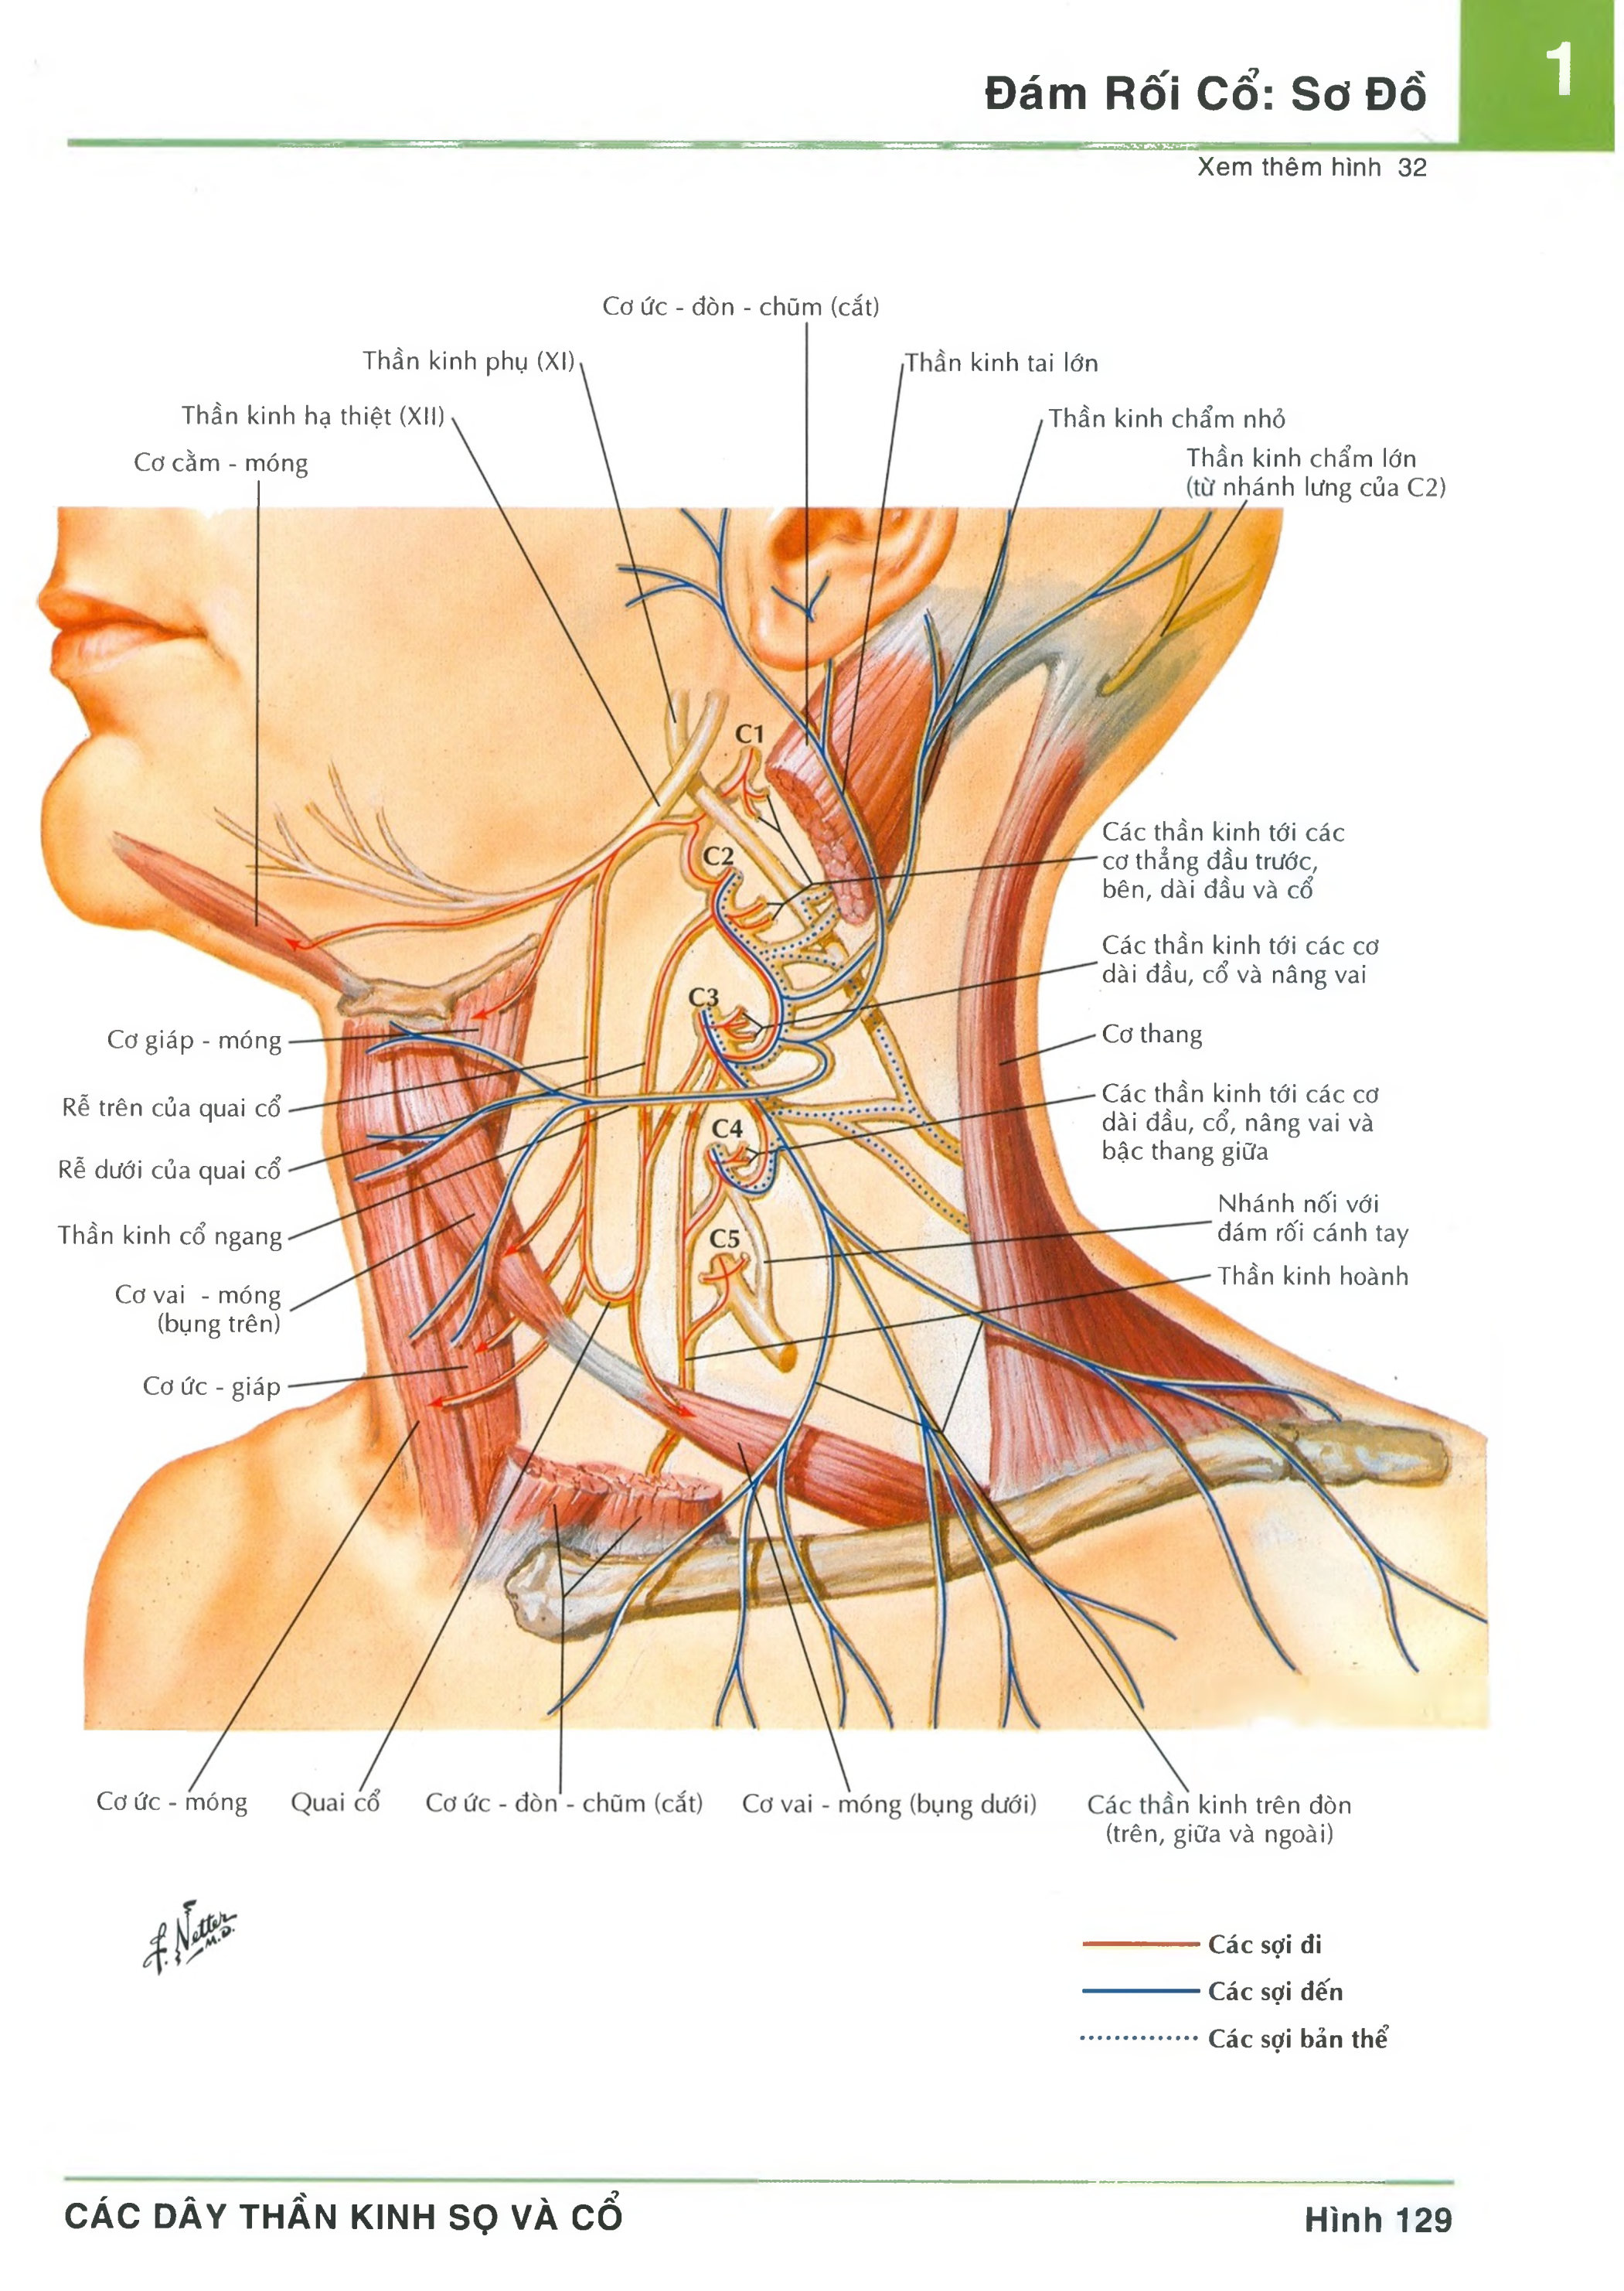 1
Đám Rối Cổ: Sơ Đồ
Xem thêm hình 32
Cơ ức - đòn - chũm (cắt)
Thần kinh phụ (XI)
Thần kinh tai lớn
Thần kinh hạ thiệt (XII)
Thần kinh chẩm nhỏ
Cơ cằm - móng
Thần kinh chẩm lớn
(từ nhánh lưng của C2)
C1
C2
C3
C4
C5
Các thần kinh tới các
cơ thẳng đầu trước,
bên, dài đầu và cổ
Các thần kinh tới các cơ
dài đầu, cổ và nâng vai
Cơ thang
Các thần kinh tới các cơ
dài đầu, cổ, nâng vai và
bậc thang giữa
Nhánh nối với
đám rối cánh tay
Thần kinh hoành
Cơ giáp - móng
Rễ trên của quai cổ
Rễ dưới của quai cổ
Thần kinh cổ ngang
Cơ vai - móng
(bụng trên)
Cơ ức - giáp
Cơ ức - móng
Quai cổ
Cơ ức - đòn - chũm (cắt)
Cơ vai - móng (bụng dưới)
Các thần kinh trên đòn
(trên, giữa và ngoài)
F. Netter
M.D.
Các sợi đi
Các sợi đến
Các sợi bản thể
CÁC DÂY THẦN KINH SỌ VÀ CỔ
Hình 129